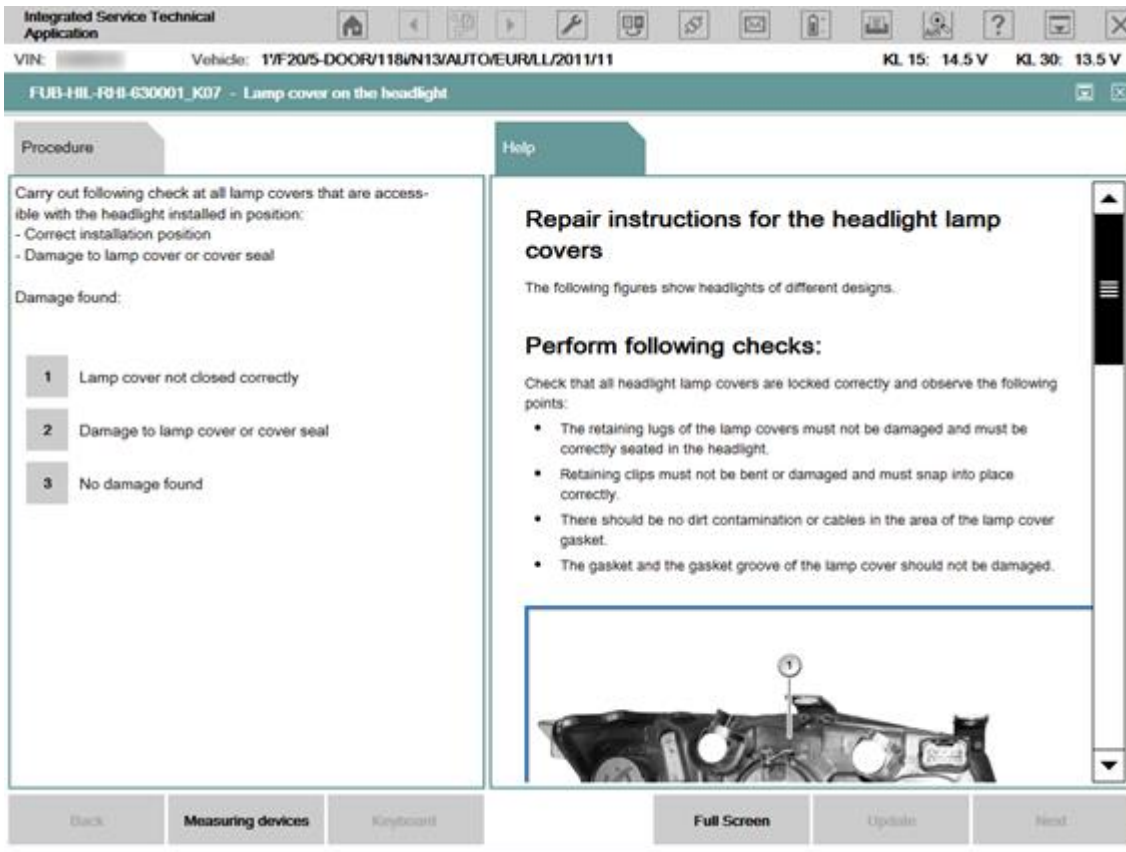 Integrated Service Technical
Application
VIN: Vehicle: 1'/F20/5-DOOR/118i/N13/AUTO/EUR/LL/2011/11 KL 15: 14.5 V KL 30: 13.5 V
FUB-HIL-RHI-630001_K07 - Lamp cover on the headlight
Procedure
Carry out following check at all lamp covers that are access-
ible with the headlight installed in position:
- Correct installation position
- Damage to lamp cover or cover seal
Damage found:
1 Lamp cover not closed correctly
2 Damage to lamp cover or cover seal
3 No damage found
Help
Repair instructions for the headlight lamp
covers
The following figures show headlights of different designs.
Perform following checks:
Check that all headlight lamp covers are locked correctly and observe the following
points:
• The retaining lugs of the lamp covers must not be damaged and must be
correctly seated in the headlight.
• Retaining clips must not be bent or damaged and must snap into place
correctly.
• There should be no dirt contamination or cables in the area of the lamp cover
gasket.
• The gasket and the gasket groove of the lamp cover should not be damaged.
1
Back Measuring devices Keyboard Full Screen Update Next